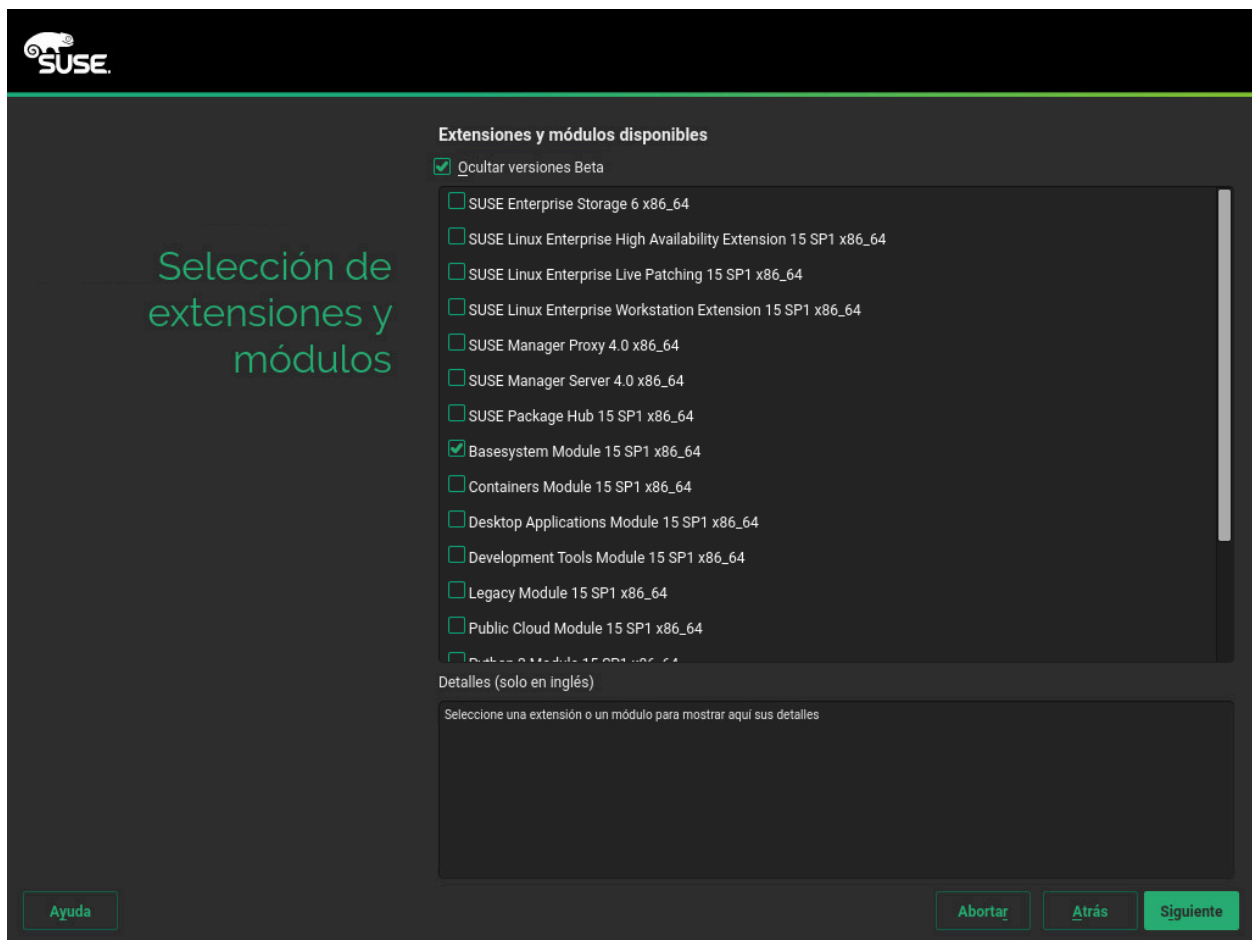 SUSE.
Extensiones y módulos disponibles
Ocultar versiones Beta
Selección de
extensiones y
módulos
SUSE Enterprise Storage 6 x86_64
SUSE Linux Enterprise High Availability Extension 15 SP1 x86_64
SUSE Linux Enterprise Live Patching 15 SP1 x86_64
SUSE Linux Enterprise Workstation Extension 15 SP1 x86_64
SUSE Manager Proxy 4.0 x86_64
SUSE Manager Server 4.0 x86_64
SUSE Package Hub 15 SP1 x86_64
Basesystem Module 15 SP1 x86_64
Containers Module 15 SP1 x86_64
Desktop Applications Module 15 SP1 x86_64
Development Tools Module 15 SP1 x86_64
Legacy Module 15 SP1 x86_64
Public Cloud Module 15 SP1 x86_64
Detalles (solo en inglés)
Seleccione una extensión o un módulo para mostrar aquí sus detalles
Ayuda
Abortar
Atrás
Siguiente